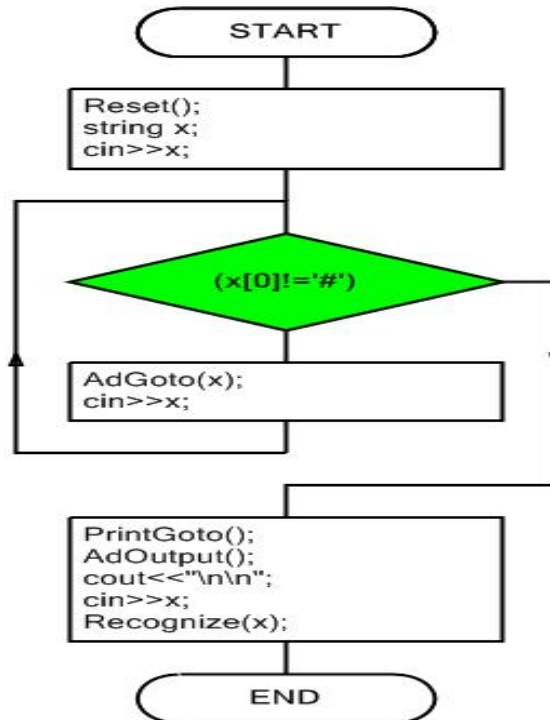 START
Reset();
string x;
cin>>x;
(x[0]!='#')
AdGoto(x);
cin>>x;
PrintGoto();
AdOutput();
cout<<"\n\n";
cin>>x;
Recognize(x);
END